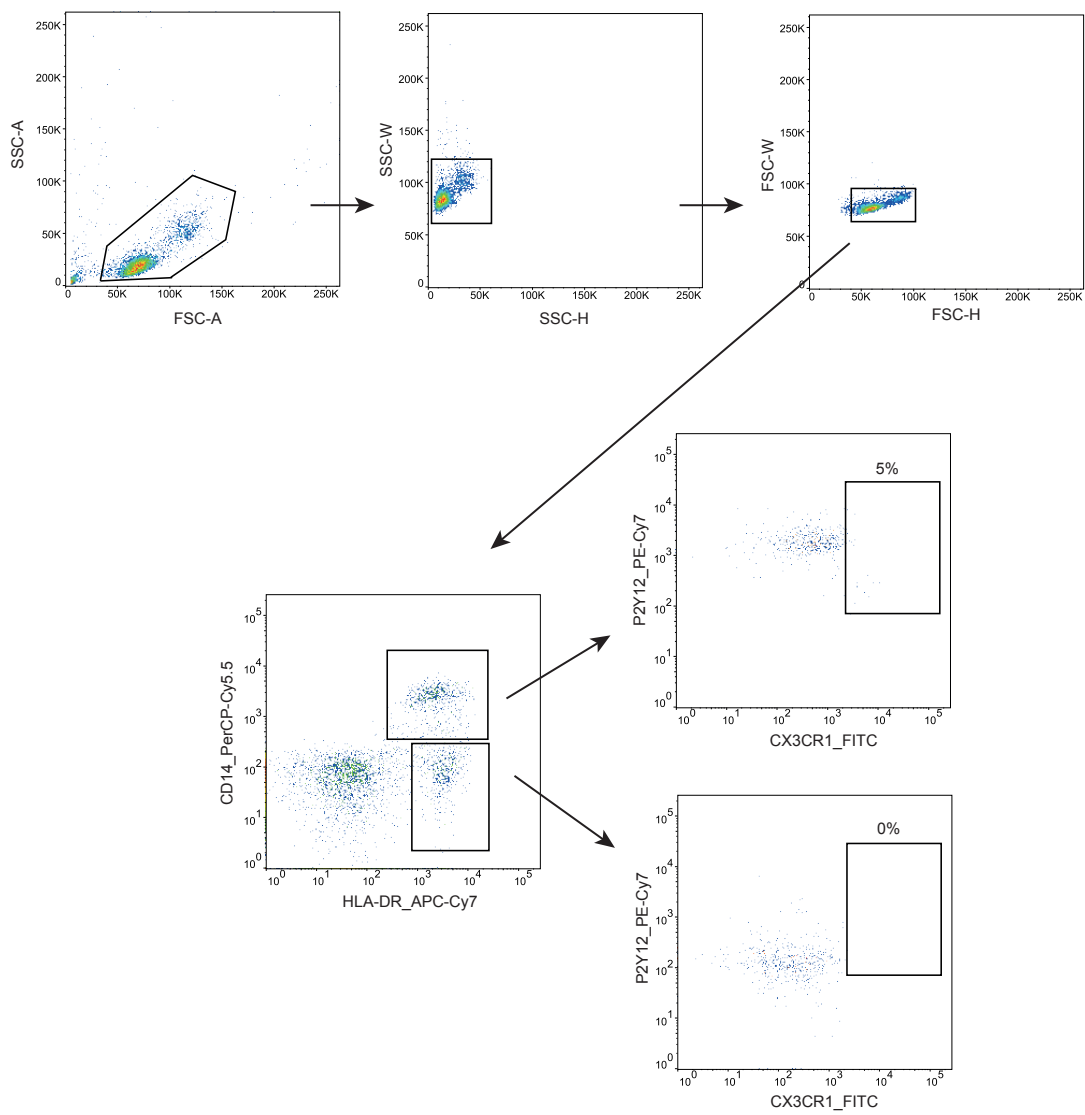 250K
200K
150K
100K
50K
0
SSC-A
0 50K 100K 150K 200K 250K
FSC-A
250K
200K
150K
100K
50K
0
SSC-W
0 50K 100K 150K 200K 250K
SSC-H
250K
200K
150K
100K
50K
0
FSC-W
0 50K 100K 150K 200K 250K
FSC-H
10^5
10^4
10^3
10^2
10^1
10^0
CD14_PerCP-Cy5.5
10^0 10^1 10^2 10^3 10^4 10^5
HLA-DR_APC-Cy7
5%
10^5
10^4
10^3
10^2
10^1
10^0
P2Y12_PE-Cy7
10^0 10^1 10^2 10^3 10^4 10^5
CX3CR1_FITC
0%
10^5
10^4
10^3
10^2
10^1
10^0
P2Y12_PE-Cy7
10^0 10^1 10^2 10^3 10^4 10^5
CX3CR1_FITC